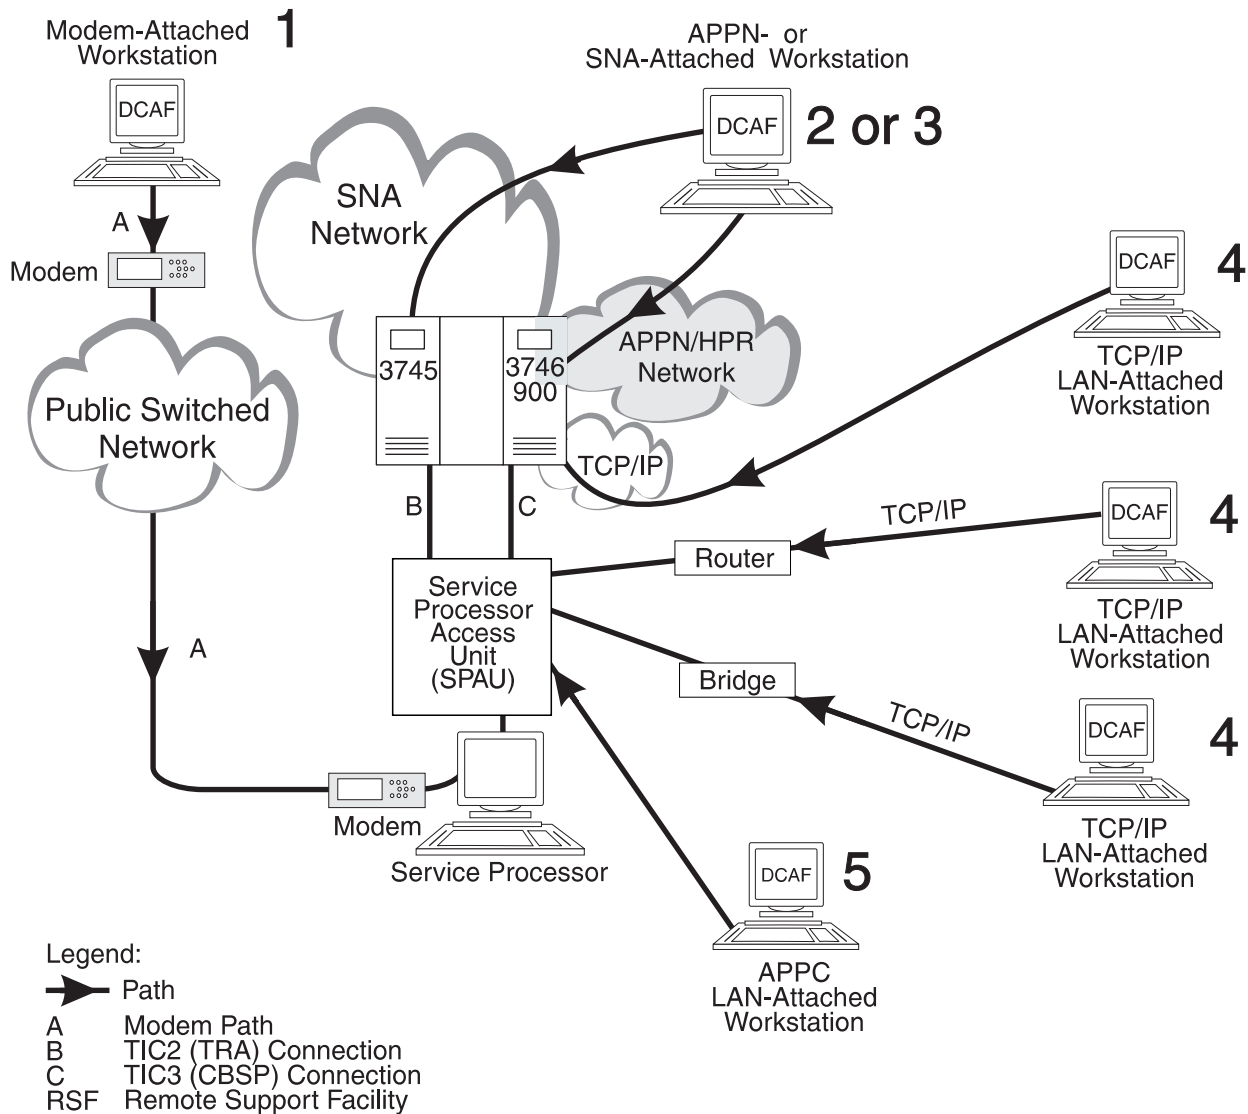 Modem-Attached
Workstation
1
DCAF
A
Modem
Public Switched
Network
A
Modem
APPN- or
SNA-Attached Workstation
DCAF
2 or 3
SNA
Network
APPN/HPR
Network
3745
3746
900
TCP/IP
B
C
DCAF
4
TCP/IP
LAN-Attached
Workstation
TCP/IP
Router
DCAF
4
TCP/IP
LAN-Attached
Workstation
Service
Processor
Access
Unit
(SPAU)
Bridge
TCP/IP
DCAF
4
TCP/IP
LAN-Attached
Workstation
Service Processor
DCAF
5
APPC
LAN-Attached
Workstation
Legend:
Path
A Modem Path
B TIC2 (TRA) Connection
C TIC3 (CBSP) Connection
RSF Remote Support Facility